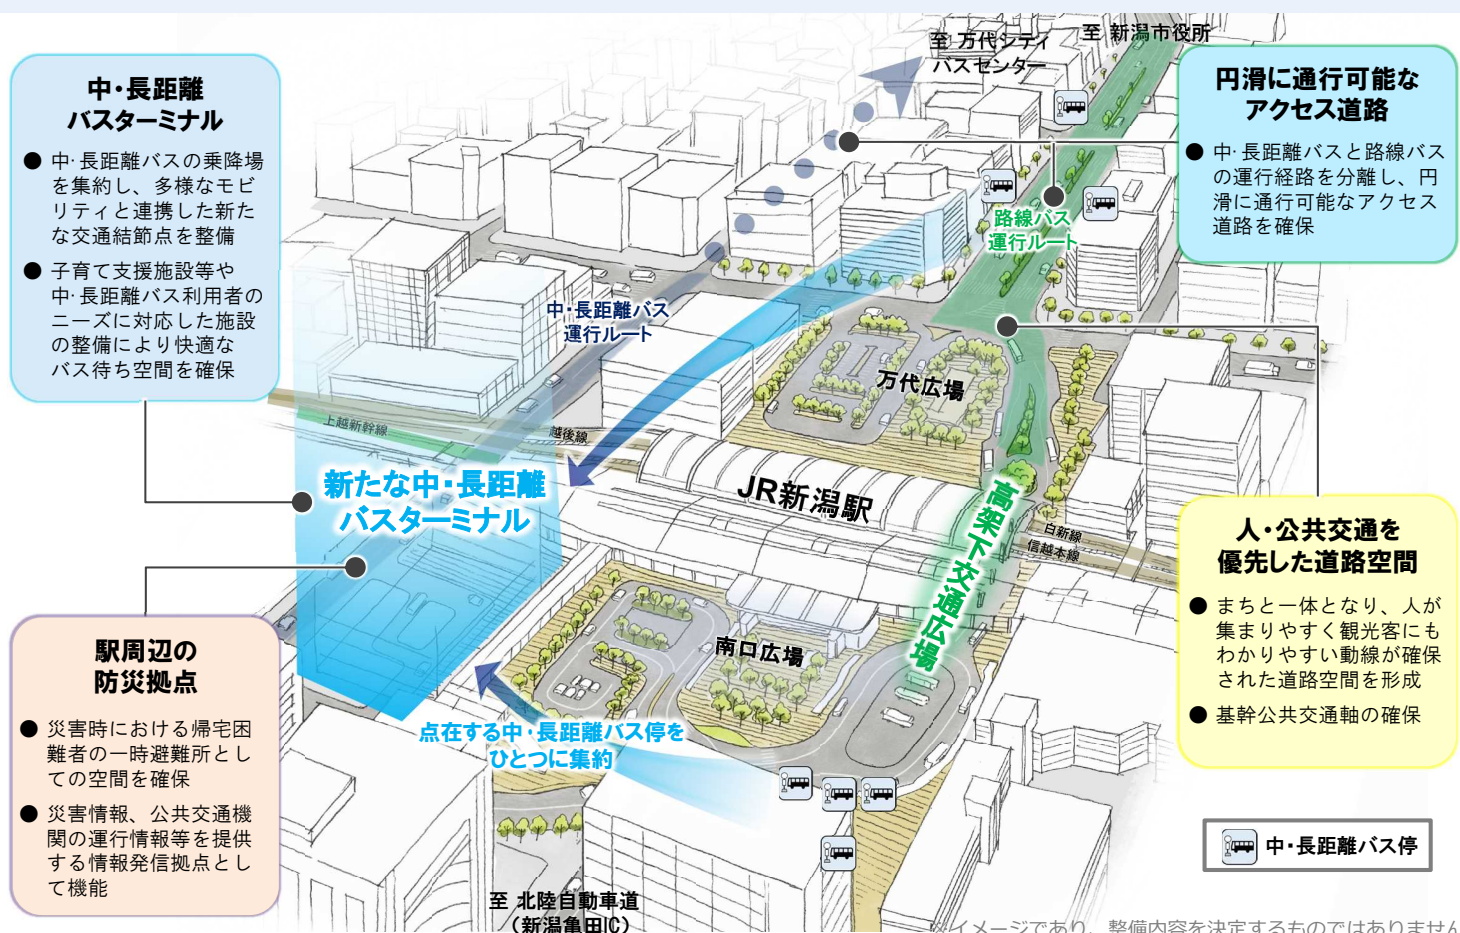 至 万代シティ
バスセンター
至 新潟市役所
中・長距離
バスターミナル
● 中・長距離バスの乗降場
を集約し、多様なモビ
リティと連携した新た
な交通結節点を整備
● 子育て支援施設等や
中・長距離バス利用者の
ニーズに対応した施設
の整備により快適な
バス待ち空間を確保
円滑に通行可能な
アクセス道路
● 中・長距離バスと路線バス
の運行経路を分離し、円
滑に通行可能なアクセス
道路を確保
路線バス
運行ルート
中・長距離バス
運行ルート
万代広場
上越新幹線
越後線
新たな中・長距離
バスターミナル
JR新潟駅
高架下交通広場
白新線
信越本線
人・公共交通を
優先した道路空間
● まちと一体となり、人が
集まりやすく観光客にも
わかりやすい動線が確保
された道路空間を形成
● 基幹公共交通軸の確保
駅周辺の
防災拠点
● 災害時における帰宅困
難者の一時避難所とし
ての空間を確保
● 災害情報、公共交通機
関の運行情報等を提供
する情報発信拠点とし
て機能
南口広場
点在する中・長距離バス停を
ひとつに集約
中・長距離バス停
至 北陸自動車道
（新潟亀田IC）
※イメージであり、整備内容を決定するものではありません